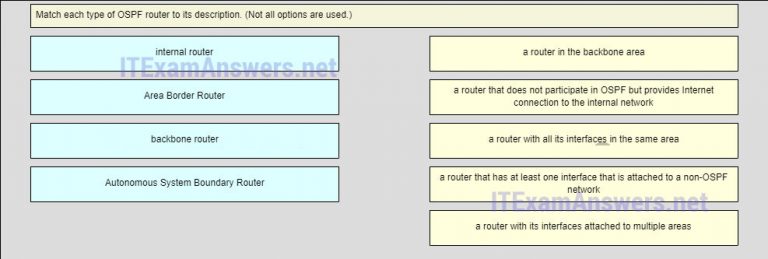 Match each type of OSPF router to its description. (Not all options are used.)
internal router
ITExamAnswers.net
Area Border Router
backbone router
Autonomous System Boundary Router
a router in the backbone area
a router that does not participate in OSPF but provides Internet
connection to the internal network
a router with all its interfaces in the same area
a router that has at least one interface that is attached to a non-OSPF
network
ITExamAnswers.net
a router with its interfaces attached to multiple areas